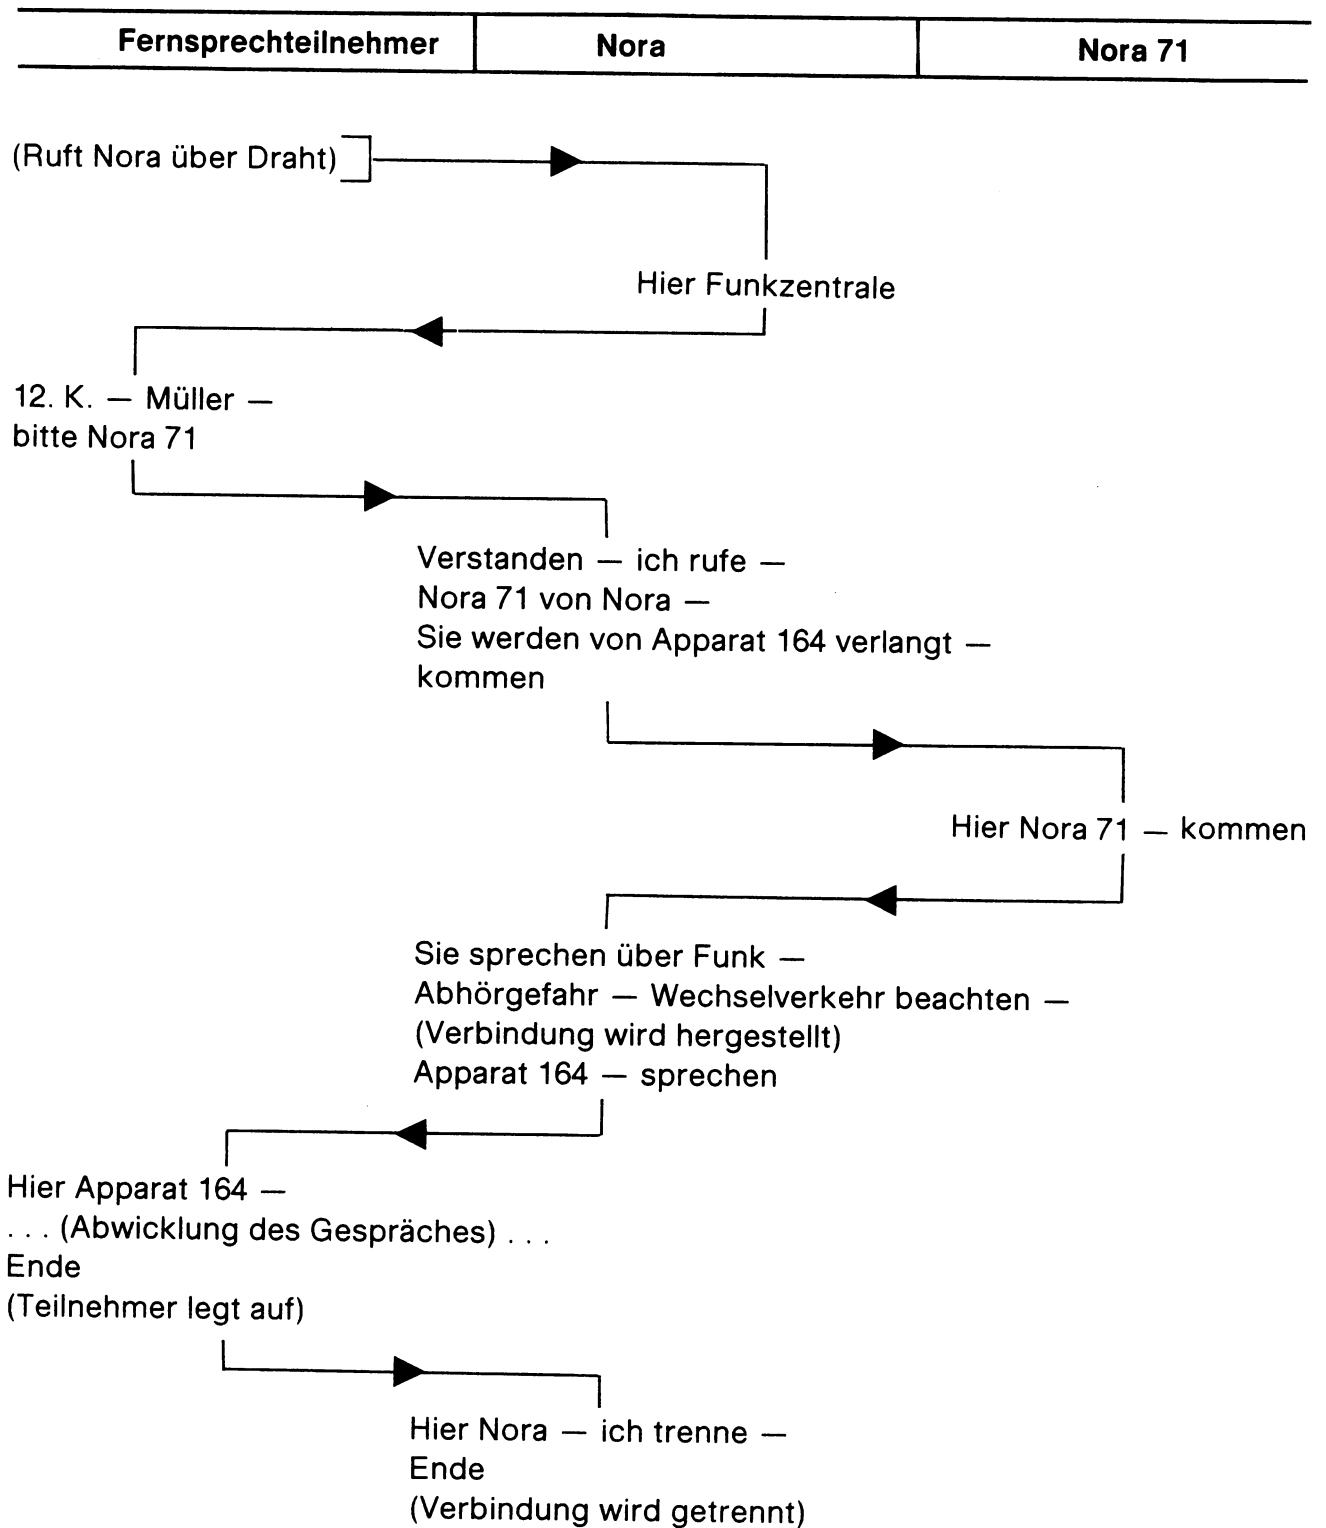 Fernsprechteilnehmer Nora Nora 71
(Ruft Nora über Draht)
Hier Funkzentrale
12. K. — Müller —
bitte Nora 71
Verstanden — ich rufe —
Nora 71 von Nora —
Sie werden von Apparat 164 verlangt —
kommen
Hier Nora 71 — kommen
Sie sprechen über Funk —
Abhörgefahr — Wechselverkehr beachten —
(Verbindung wird hergestellt)
Apparat 164 — sprechen
Hier Apparat 164 —
. . . (Abwicklung des Gespräches) . . .
Ende
(Teilnehmer legt auf)
Hier Nora — ich trenne —
Ende
(Verbindung wird getrennt)